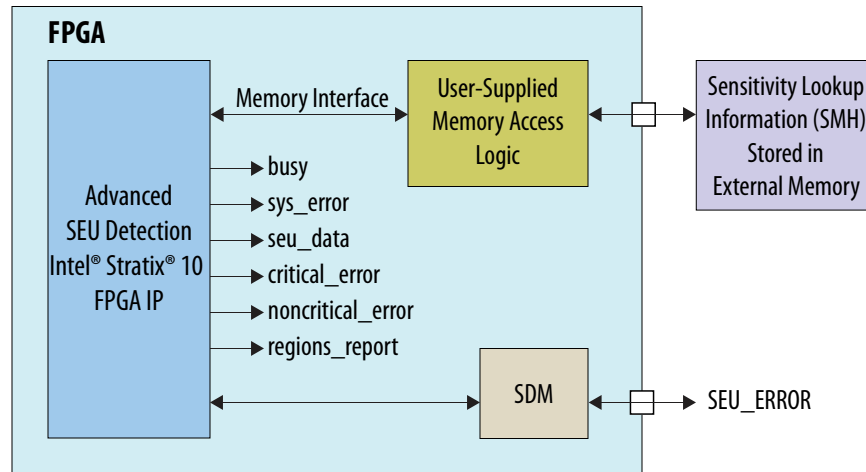 FPGA
Memory Interface
User-Supplied
Memory Access
Logic
Sensitivity Lookup
Information (SMH)
Stored in
External Memory
Advanced
SEU Detection
Intel® Stratix® 10
FPGA IP
busy
sys_error
seu_data
critical_error
noncritical_error
regions_report
SDM
SEU_ERROR